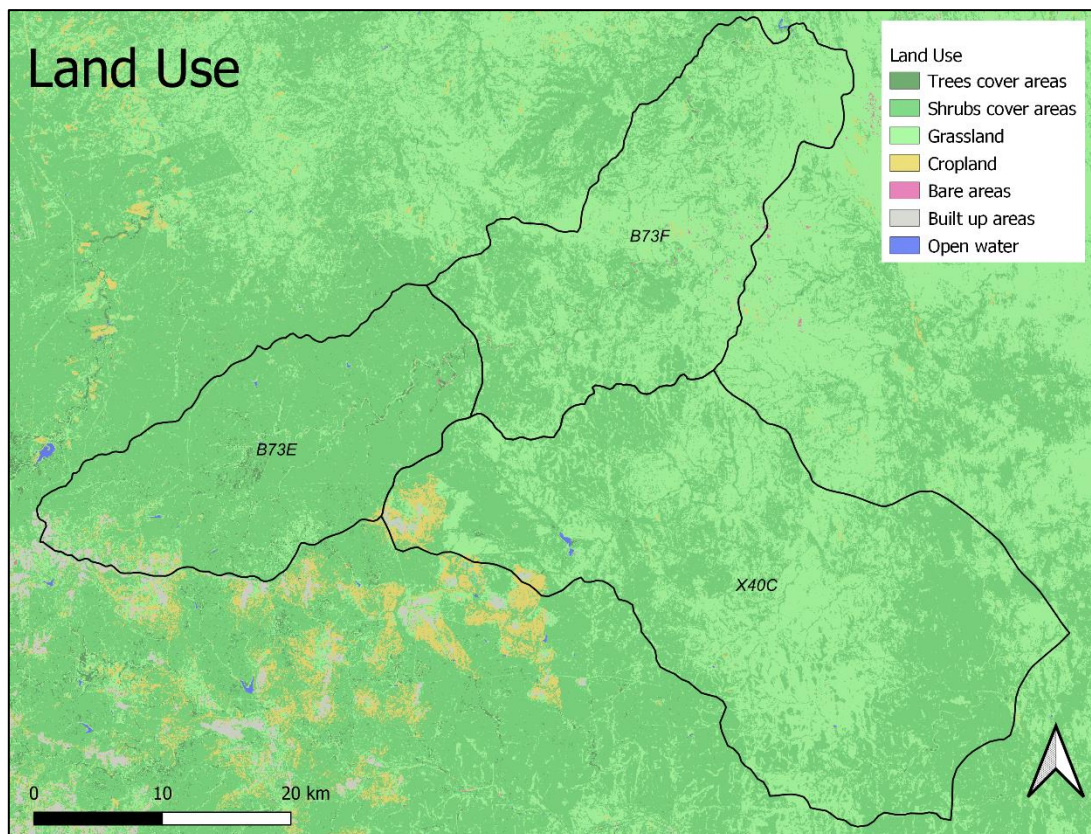 Land Use
Land Use
Trees cover areas
Shrubs cover areas
Grassland
Cropland
Bare areas
Built up areas
Open water
B73F
B73E
X40C
0 10 20 km